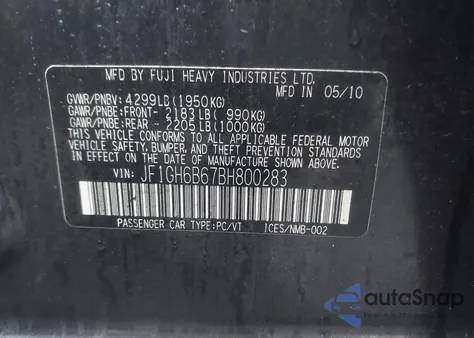 MFD BY FUJI HEAVY INDUSTRIES LTD.
MFD IN 05/10
GVWR/PNBV: 4299LB(1950KG)
GAWR/PNBE: FRONT- 2183LB( 990KG)
GAWR/PNBE: REAR - 2205LB(1000KG)
THIS VEHICLE CONFORMS TO ALL APPLICABLE FEDERAL MOTOR
VEHICLE SAFETY, BUMPER, AND THEFT PREVENTION STANDARDS
IN EFFECT ON THE DATE OF MANUFACTURE SHOWN ABOVE.
VIN: JF1GH6B67BH800283
PASSENGER CAR TYPE:PC/VT ICES/NMB-002
autoSnap